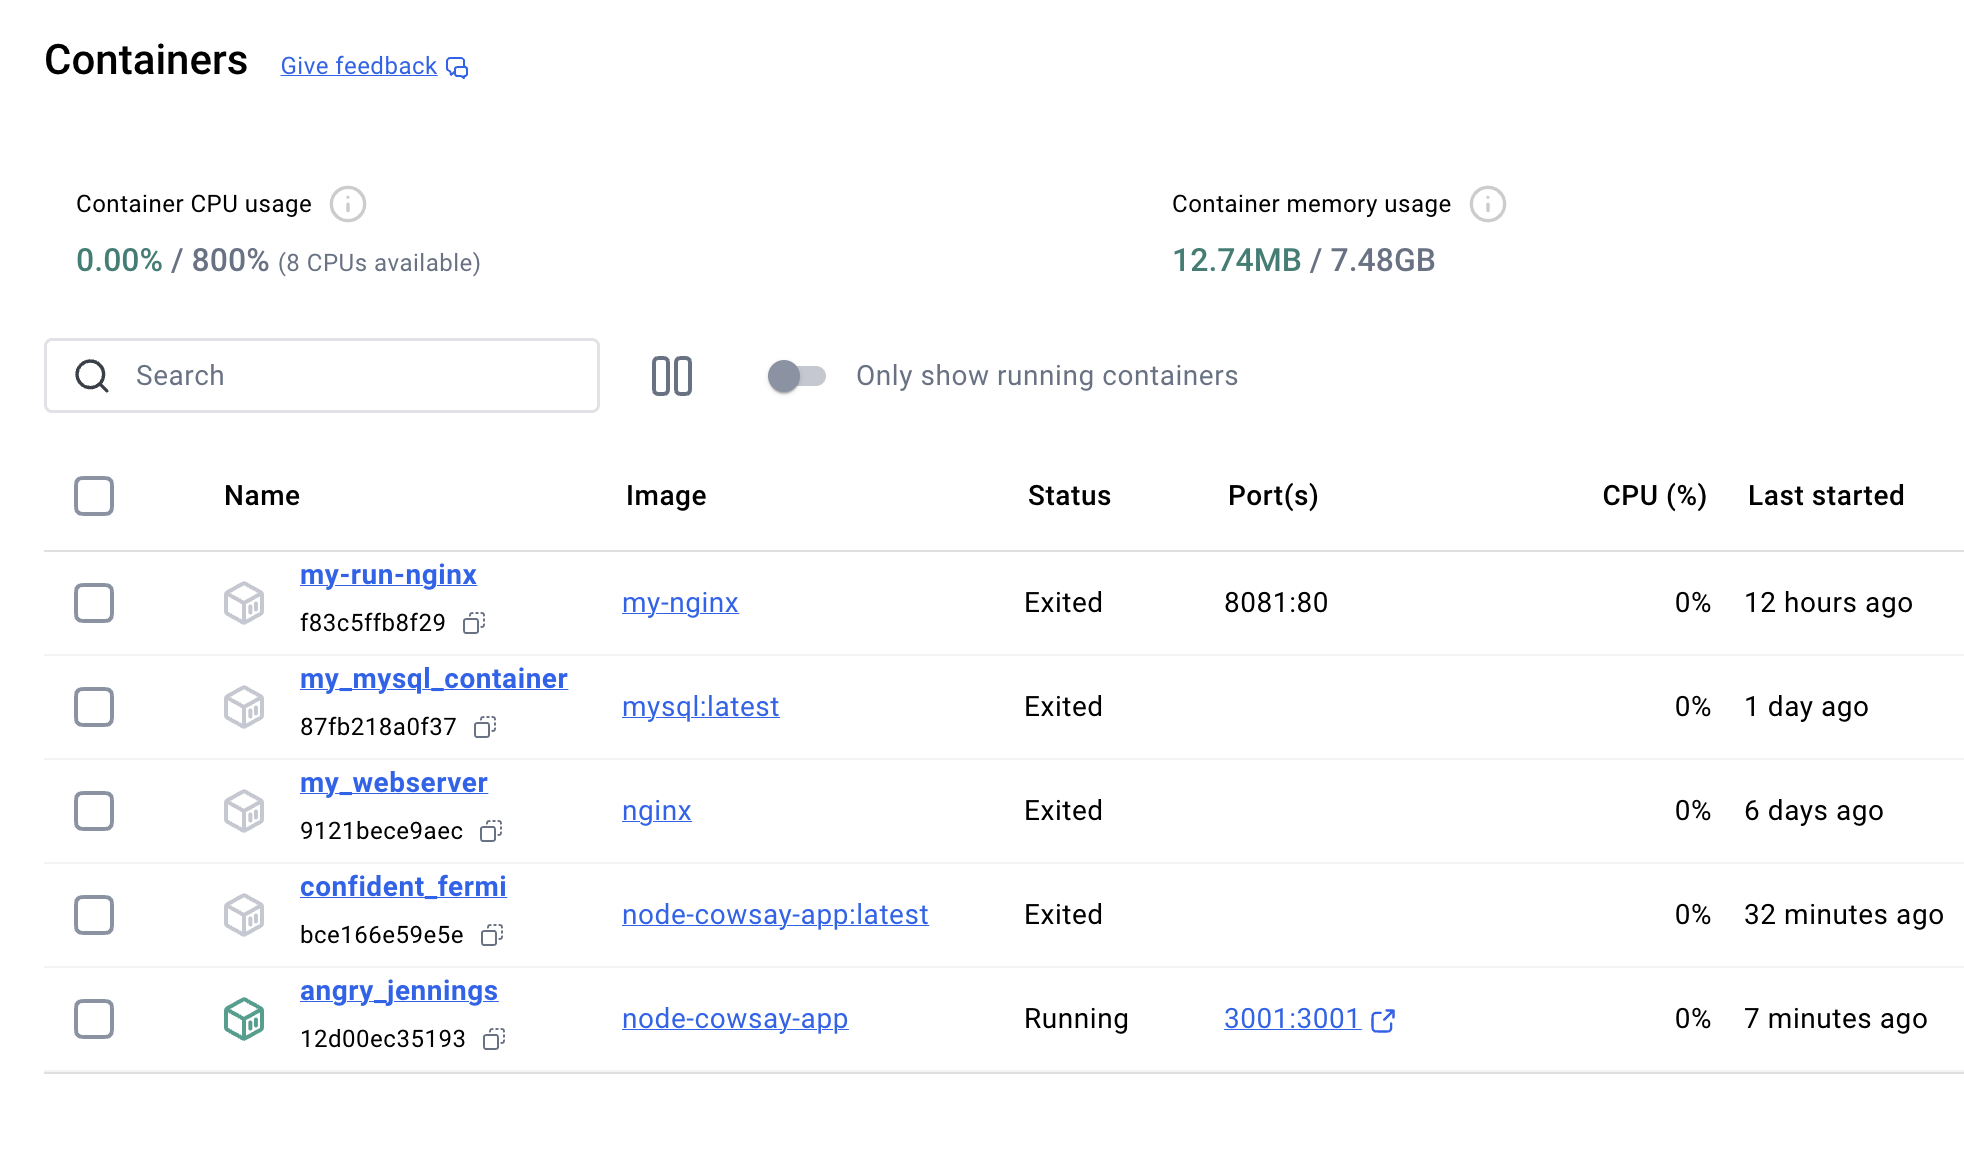 Containers Give feedback
Container CPU usage
0.00% / 800% (8 CPUs available)
Container memory usage
12.74MB / 7.48GB
Search
Only show running containers
Name Image Status Port(s) CPU (%) Last started
my-run-nginx
f83c5ffb8f29
my-nginx Exited 8081:80 0% 12 hours ago
my_mysql_container
87fb218a0f37
mysql:latest Exited 0% 1 day ago
my_webserver
9121bece9aec
nginx Exited 0% 6 days ago
confident_fermi
bce166e59e5e
node-cowsay-app:latest Exited 0% 32 minutes ago
angry_jennings
12d00ec35193
node-cowsay-app Running 3001:3001 0% 7 minutes ago